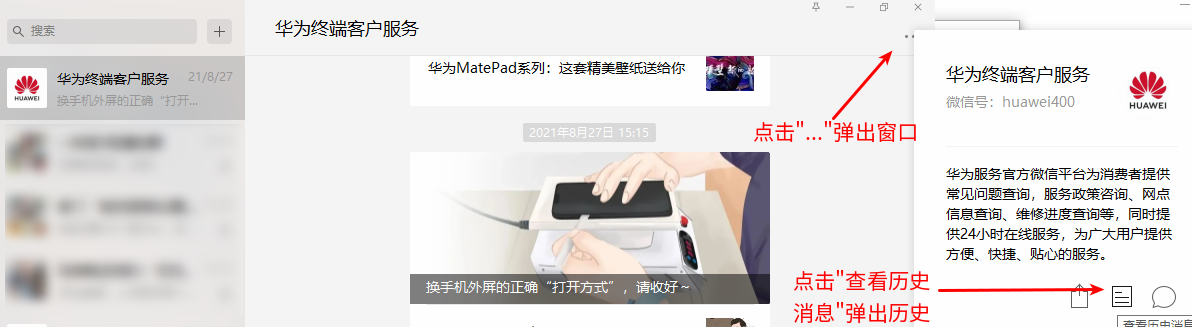 搜索
华为终端客户服务
21/8/27
换手机外屏的正确“打开...
HUAWEI
华为终端客户服务
华为MatePad系列：这套精美壁纸送给你
2021年8月27日 15:15
换手机外屏的正确“打开方式”，请收好~
点击"..."弹出窗口
点击"查看历史
消息"弹出历史
华为终端客户服务
微信号：huawei400
HUAWEI
华为服务官方微信平台为消费者提供
常见问题查询，服务政策咨询、网点
信息查询、维修进度查询等，同时提
供24小时在线服务，为广大用户提供
方便、快捷、贴心的服务。
查看历史消息